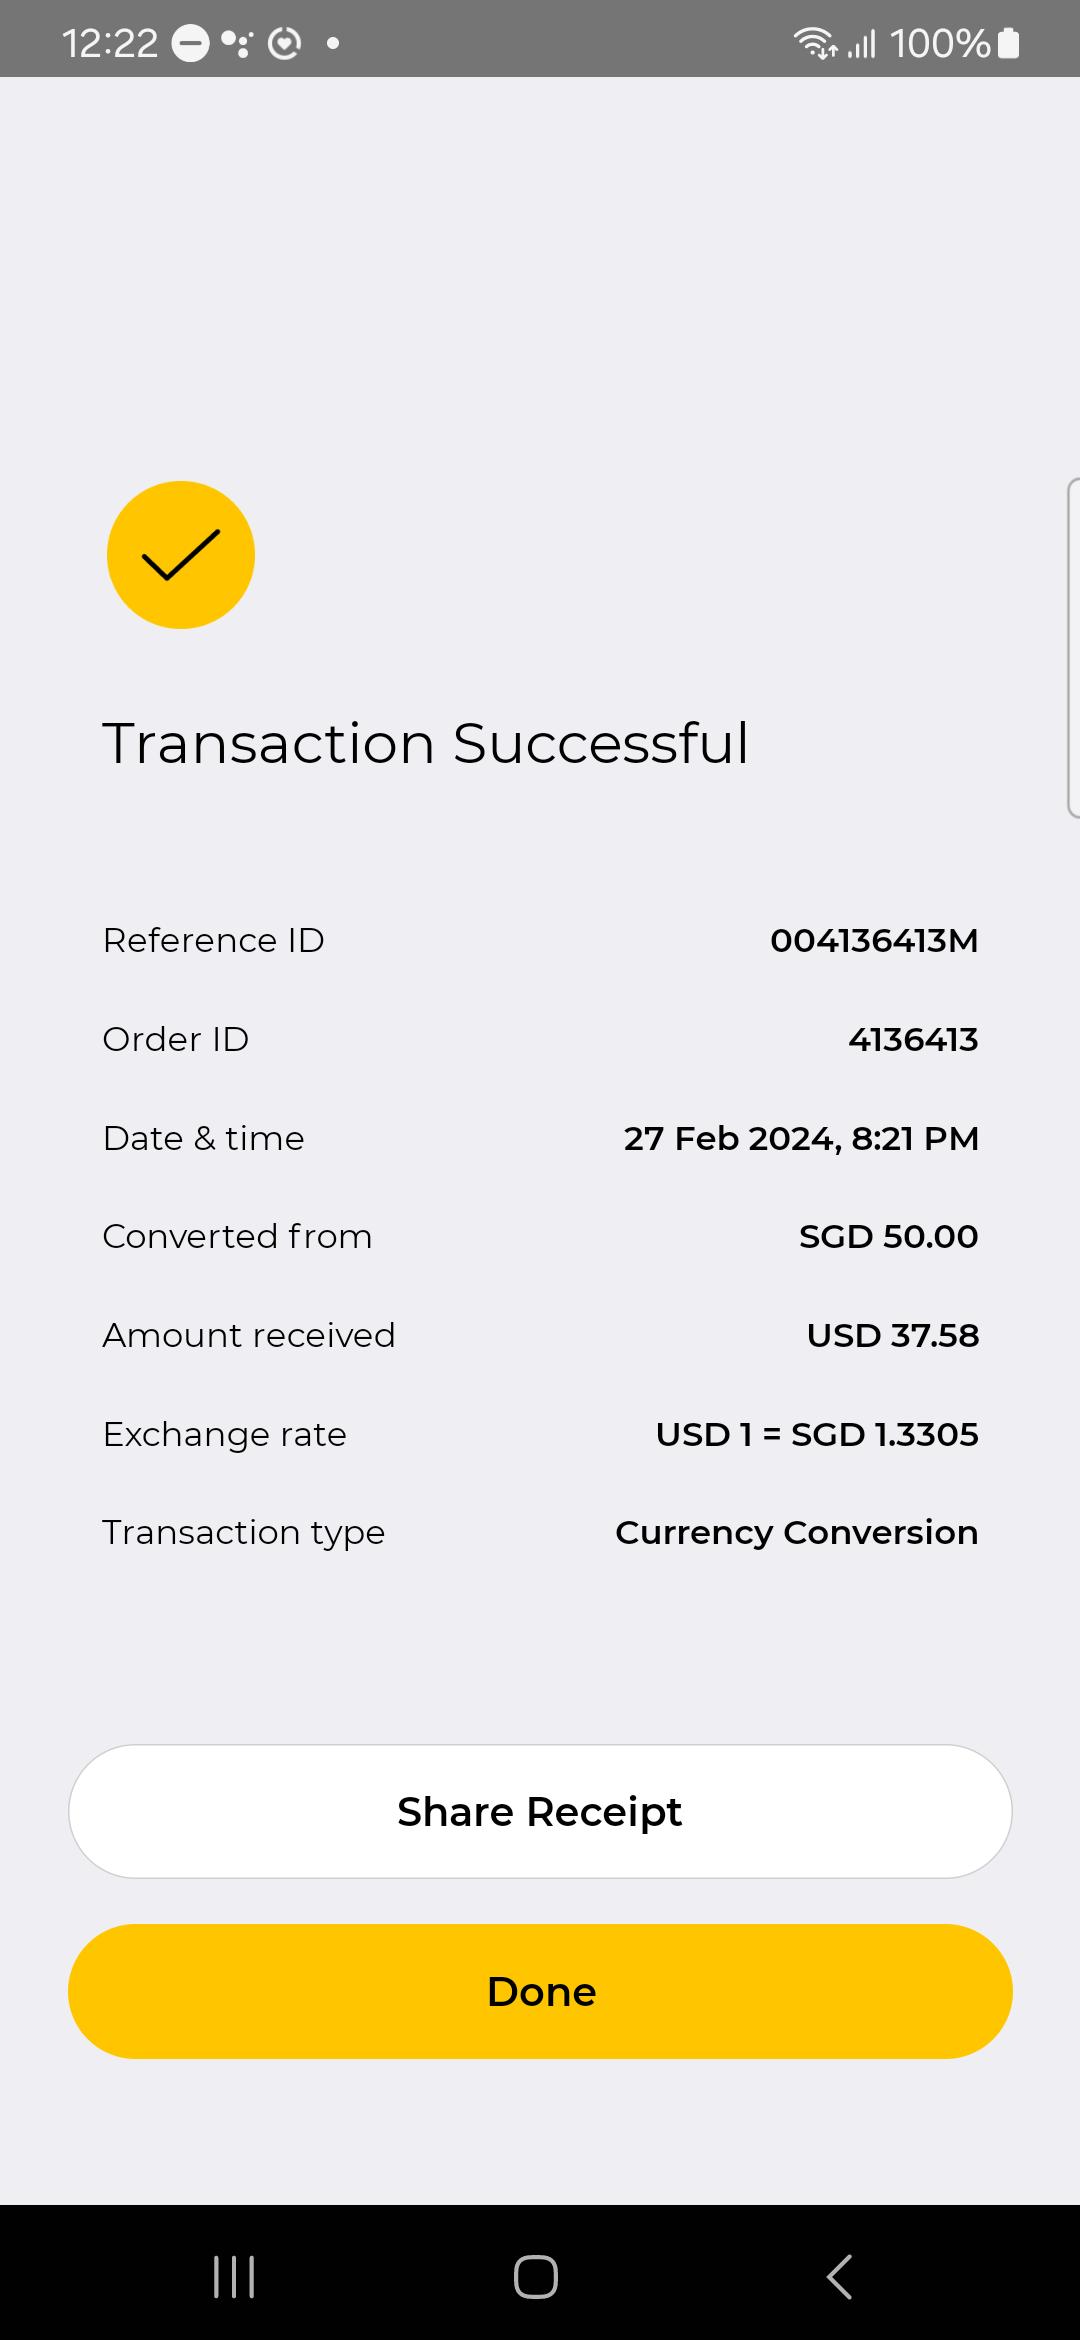 12:22 100%
Transaction Successful
Reference ID 004136413M
Order ID 4136413
Date & time 27 Feb 2024, 8:21 PM
Converted from SGD 50.00
Amount received USD 37.58
Exchange rate USD 1 = SGD 1.3305
Transaction type Currency Conversion
Share Receipt
Done